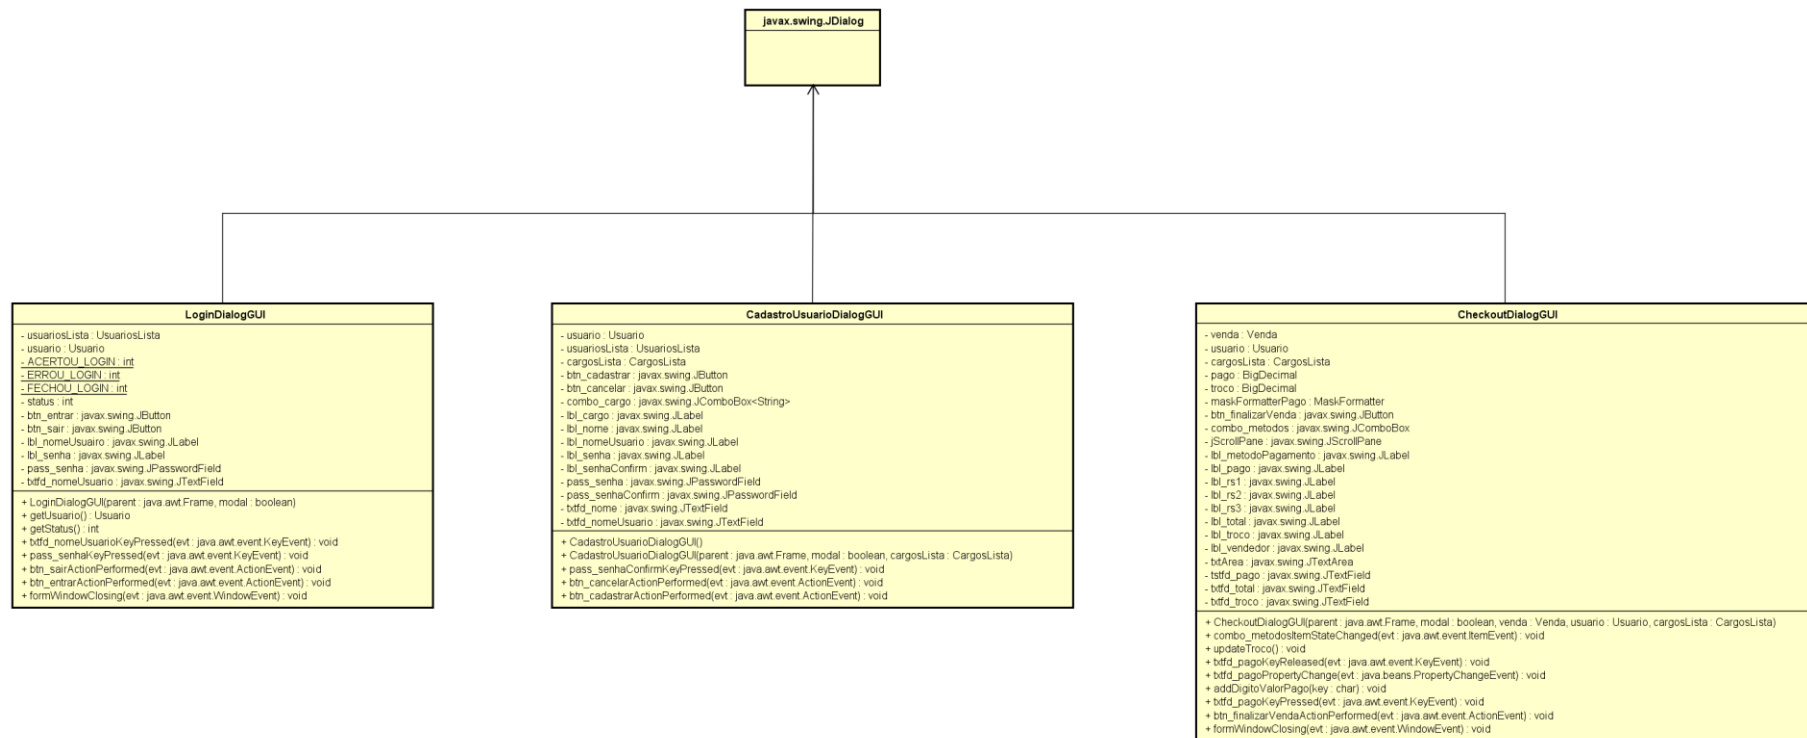 javax.swing.JDialog
LoginDialogGUI
- usuariosLista : UsuariosLista
- usuario : Usuario
- ACERTOU_LOGIN : int
- ERROU_LOGIN : int
- FECHOU_LOGIN : int
- status : int
- btn_entrar : javax.swing.JButton
- btn_sair : javax.swing.JButton
- lbl_nomeUsuairo : javax.swing.JLabel
- lbl_senha : javax.swing.JLabel
- pass_senha : javax.swing.JPasswordField
- txtfd_nomeUsuario : javax.swing.JTextField
+ LoginDialogGUI(parent : java.awt.Frame, modal : boolean)
+ getUsuario() : Usuario
+ getStatus() : int
+ txtfd_nomeUsuarioKeyPressed(evt : java.awt.event.KeyEvent) : void
+ pass_senhaKeyPressed(evt : java.awt.event.KeyEvent) : void
+ btn_sairActionPerformed(evt : java.awt.event.ActionEvent) : void
+ btn_entrarActionPerformed(evt : java.awt.event.ActionEvent) : void
+ formWindowClosing(evt : java.awt.event.WindowEvent) : void
CadastroUsuarioDialogGUI
- usuario : Usuario
- usuariosLista : UsuariosLista
- cargosLista : CargosLista
- btn_cadastrar : javax.swing.JButton
- btn_cancelar : javax.swing.JButton
- combo_cargo : javax.swing.JComboBox<String>
- lbl_cargo : javax.swing.JLabel
- lbl_nome : javax.swing.JLabel
- lbl_nomeUsuario : javax.swing.JLabel
- lbl_senha : javax.swing.JLabel
- lbl_senhaConfirm : javax.swing.JLabel
- pass_senha : javax.swing.JPasswordField
- pass_senhaConfirm : javax.swing.JPasswordField
- txtfd_nome : javax.swing.JTextField
- txtfd_nomeUsuario : javax.swing.JTextField
+ CadastroUsuarioDialogGUI()
+ CadastroUsuarioDialogGUI(parent : java.awt.Frame, modal : boolean, cargosLista : CargosLista)
+ pass_senhaConfirmKeyPressed(evt : java.awt.event.KeyEvent) : void
+ btn_cancelarActionPerformed(evt : java.awt.event.ActionEvent) : void
+ btn_cadastrarActionPerformed(evt : java.awt.event.ActionEvent) : void
CheckoutDialogGUI
- venda : Venda
- usuario : Usuario
- cargosLista : CargosLista
- pago : BigDecimal
- troco : BigDecimal
- maskFormatterPago : MaskFormatter
- btn_finalizarVenda : javax.swing.JButton
- combo_metodos : javax.swing.JComboBox
- jScrollPane : javax.swing.JScrollPane
- lbl_metodoPagamento : javax.swing.JLabel
- lbl_pago : javax.swing.JLabel
- lbl_rs1 : javax.swing.JLabel
- lbl_rs2 : javax.swing.JLabel
- lbl_rs3 : javax.swing.JLabel
- lbl_total : javax.swing.JLabel
- lbl_troco : javax.swing.JLabel
- lbl_vendedor : javax.swing.JLabel
- txtArea : javax.swing.JTextArea
- tstfd_pago : javax.swing.JTextField
- txtfd_total : javax.swing.JTextField
- txtfd_troco : javax.swing.JTextField
+ CheckoutDialogGUI(parent : java.awt.Frame, modal : boolean, venda : Venda, usuario : Usuario, cargosLista : CargosLista)
+ combo_metodosItemStateChanged(evt : java.awt.event.ItemEvent) : void
+ updateTroco() : void
+ txtfd_pagoKeyReleased(evt : java.awt.event.KeyEvent) : void
+ txtfd_pagoPropertyChange(evt : java.beans.PropertyChangeEvent) : void
+ addDigitoValorPago(key : char) : void
+ txtfd_pagoKeyPressed(evt : java.awt.event.KeyEvent) : void
+ btn_finalizarVendaActionPerformed(evt : java.awt.event.ActionEvent) : void
+ formWindowClosing(evt : java.awt.event.WindowEvent) : void